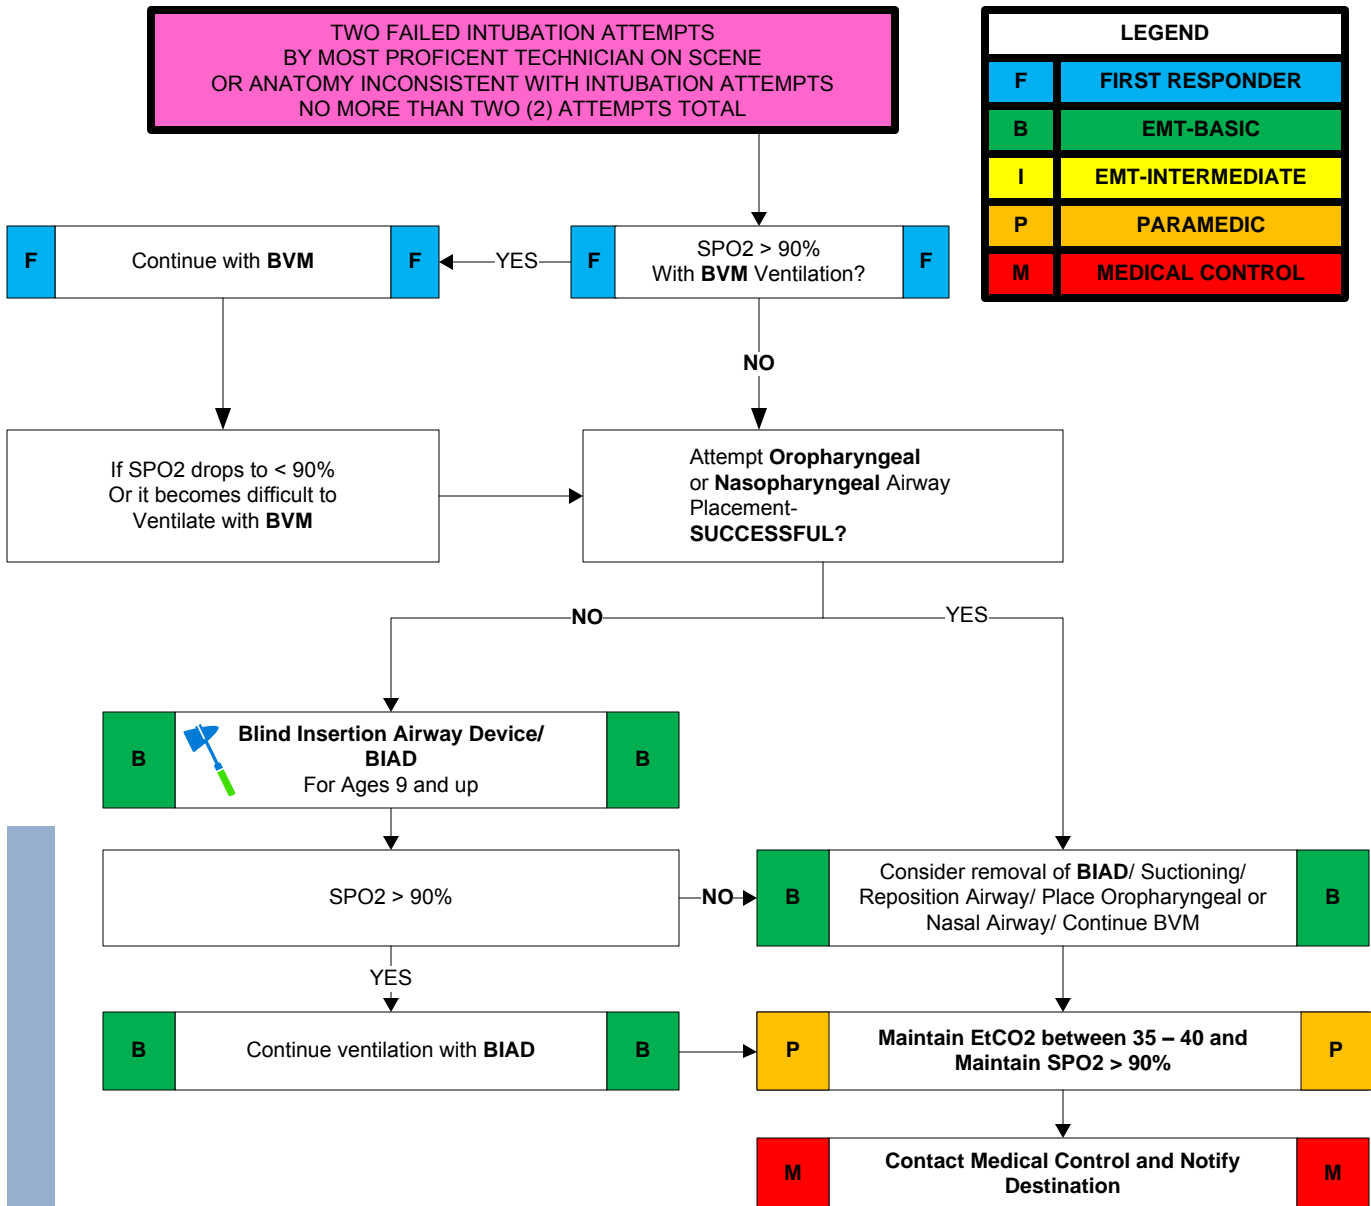 TWO FAILED INTUBATION ATTEMPTS
BY MOST PROFICENT TECHNICIAN ON SCENE
OR ANATOMY INCONSISTENT WITH INTUBATION ATTEMPTS
NO MORE THAN TWO (2) ATTEMPTS TOTAL
LEGEND
F FIRST RESPONDER
B EMT-BASIC
I EMT-INTERMEDIATE
P PARAMEDIC
M MEDICAL CONTROL
F Continue with BVM F
YES
F SPO2 > 90%
With BVM Ventilation? F
NO
If SPO2 drops to < 90%
Or it becomes difficult to
Ventilate with BVM
Attempt Oropharyngeal
or Nasopharyngeal Airway
Placement-
SUCCESSFUL?
NO
YES
B Blind Insertion Airway Device/ B
BIAD
For Ages 9 and up
SPO2 > 90%
NO
B Consider removal of BIAD/ Suctioning/ B
Reposition Airway/ Place Oropharyngeal or
Nasal Airway/ Continue BVM
YES
B Continue ventilation with BIAD B
P Maintain EtCO2 between 35 – 40 and P
Maintain SPO2 > 90%
M Contact Medical Control and Notify M
Destination